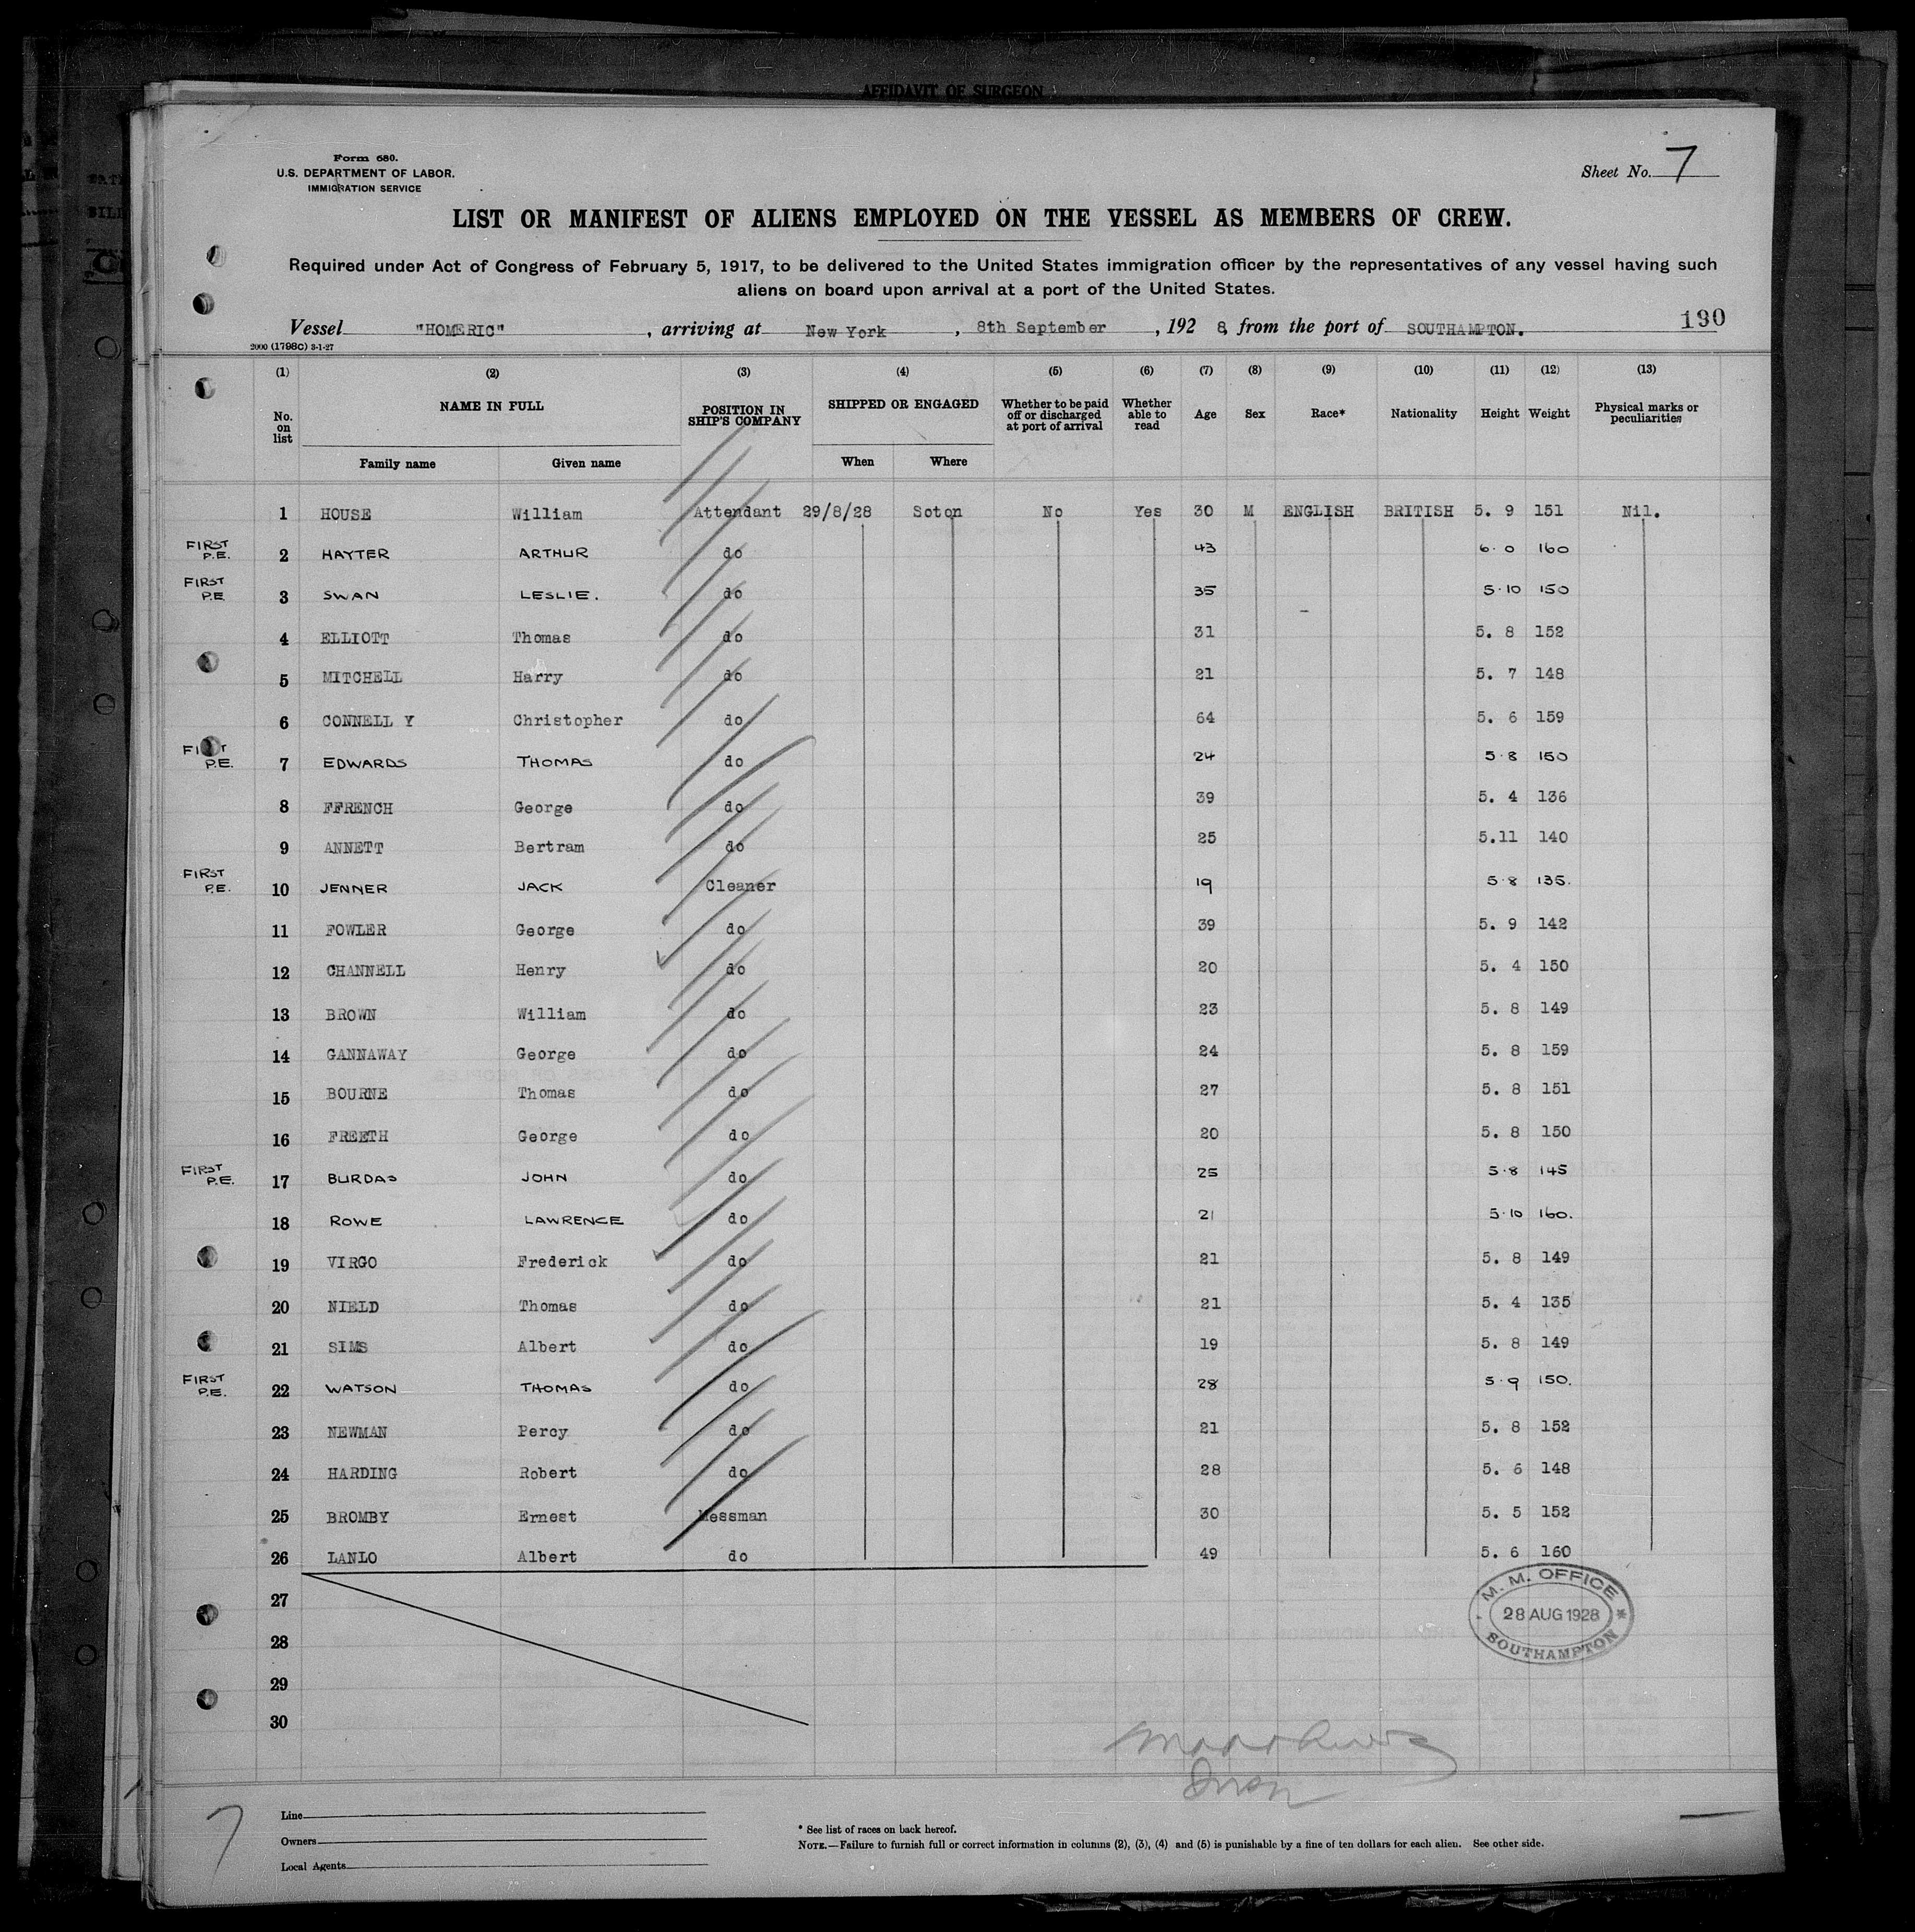 AFFIDAVIT OF SURGEON
Form 680.
U.S. DEPARTMENT OF LABOR.
IMMIGRATION SERVICE
Sheet No. 7
LIST OR MANIFEST OF ALIENS EMPLOYED ON THE VESSEL AS MEMBERS OF CREW.
Required under Act of Congress of February 5, 1917, to be delivered to the United States immigration officer by the representatives of any vessel having such
aliens on board upon arrival at a port of the United States.
190
Vessel "HOMERIC", arriving at New York, 8th September, 192 8, from the port of SOUTHAMPTON.
2000 (1798C) 3-1-27
(1) (2) (3) (4) (5) (6) (7) (8) (9) (10) (11) (12) (13)
No. on list NAME IN FULL POSITION IN SHIP'S COMPANY SHIPPED OR ENGAGED Whether to be paid off or discharged at port of arrival Whether able to read Age Sex Race* Nationality Height Weight Physical marks or peculiarities
Family name Given name When Where
1 HOUSE William Attendant 29/8/28 Soton No Yes 30 M ENGLISH BRITISH 5. 9 151 Nil.
FIRST P.E. 2 HAYTER ARTHUR do 43 6.0 160
FIRST P.E 3 SWAN LESLIE. do 35 5.10 150
4 ELLIOTT Thomas do 31 5. 8 152
5 MITCHELL Harry do 21 5. 7 148
6 CONNELL Y Christopher do 64 5. 6 159
FIRST P.E. 7 EDWARDS THOMAS do 24 5.8 150
8 FFRENCH George do 39 5. 4 136
9 ANNETT Bertram do 25 5.11 140
FIRST P.E. 10 JENNER JACK Cleaner 19 5.8 135.
11 FOWLER George do 39 5. 9 142
12 CHANNELL Henry do 20 5. 4 150
13 BROWN William do 23 5. 8 149
14 GANNAWAY George do 24 5. 8 159
15 BOURNE Thomas do 27 5. 8 151
16 FREETH George do 20 5. 8 150
FIRST P.E. 17 BURDAS JOHN do 25 5.8 145
18 ROWE LAWRENCE do 21 5.10 160.
19 VIRGO Frederick do 21 5. 8 149
20 NIELD Thomas do 21 5. 4 135
21 SIMS Albert do 19 5. 8 149
FIRST P.E. 22 WATSON THOMAS do 28 5.9 150.
23 NEWMAN Percy do 21 5. 8 152
24 HARDING Robert do 28 5. 6 148
25 BROMBY Ernest Messman 30 5. 5 152
26 LANLO Albert do 49 5. 6 160
27
28
29
30
M. M. OFFICE
28 AUG 1928
SOUTHAMPTON
7
Line
Owners
Local Agents
* See list of races on back hereof.
NOTE.—Failure to furnish full or correct information in columns (2), (3), (4) and (5) is punishable by a fine of ten dollars for each alien. See other side.